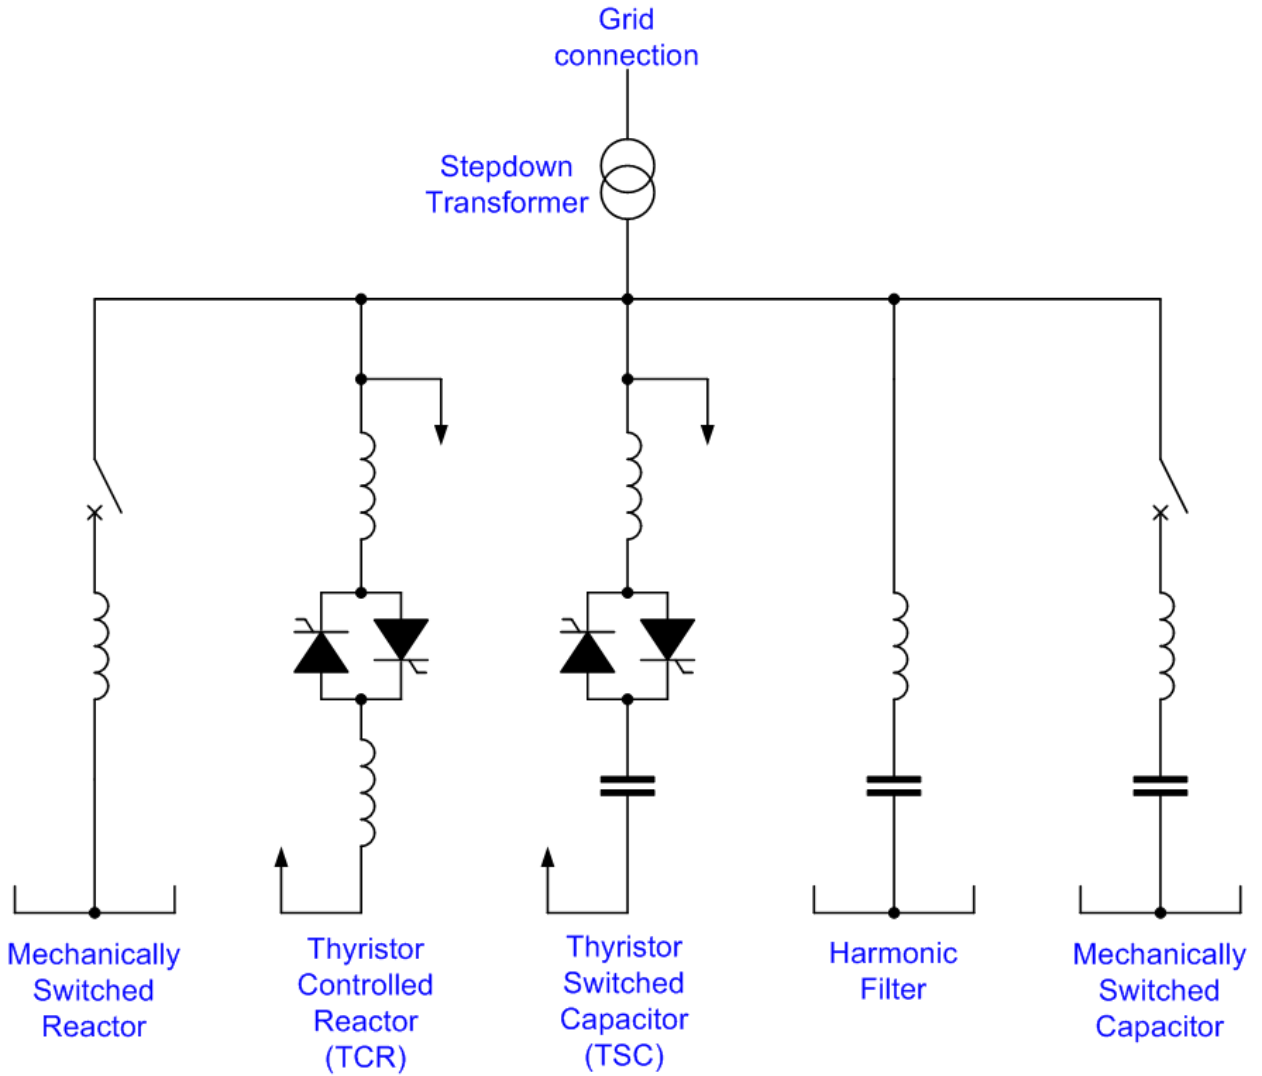 Grid
connection
Stepdown
Transformer
Mechanically
Switched
Reactor
Thyristor
Controlled
Reactor
(TCR)
Thyristor
Switched
Capacitor
(TSC)
Harmonic
Filter
Mechanically
Switched
Capacitor